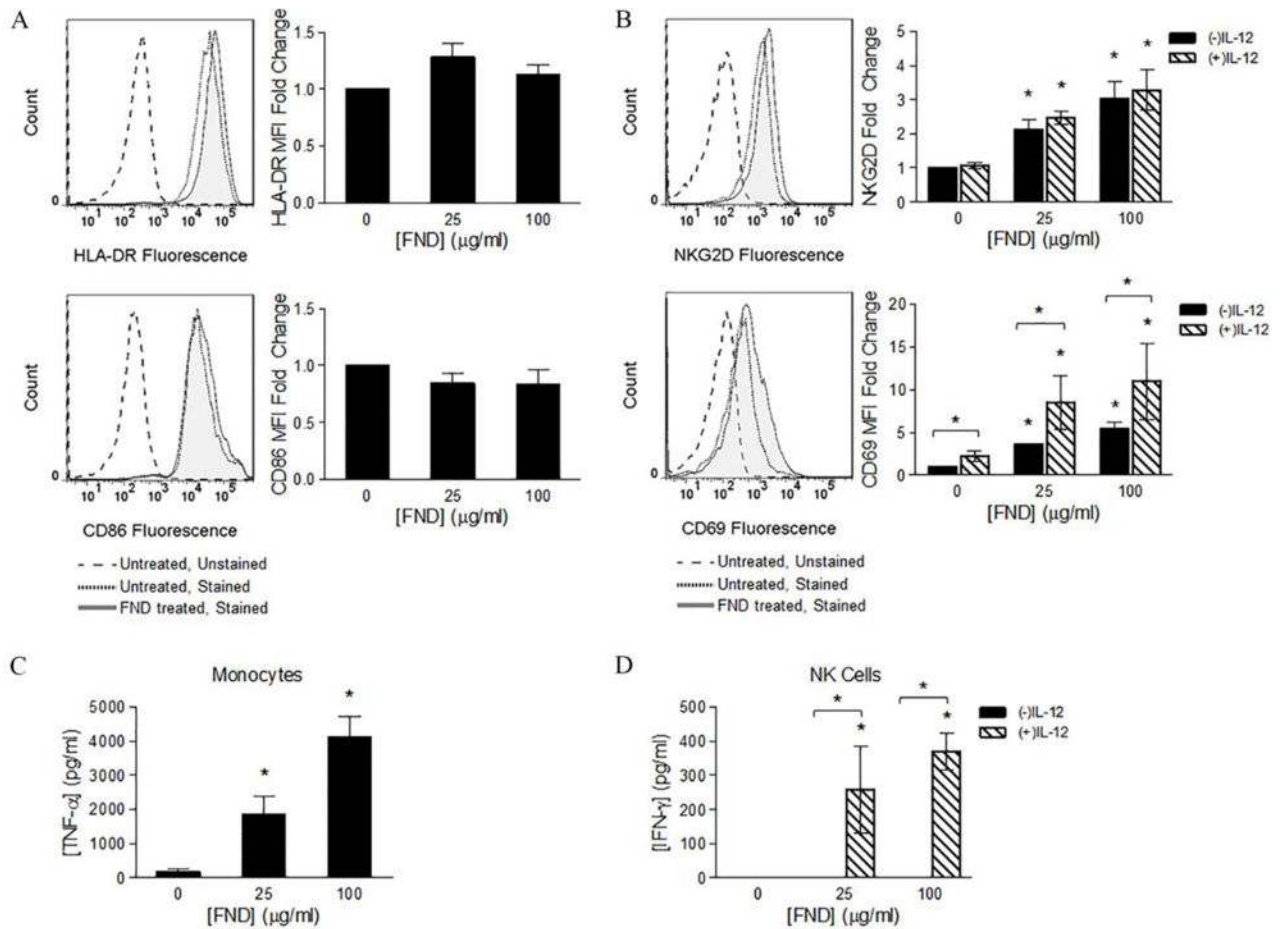 A
Count
0
10¹ 10² 10³ 10⁴ 10⁵
HLA-DR Fluorescence
HLA-DR MFI Fold Change
1.5
1.0
0.5
0.0
0 25 100
[FND] (µg/ml)
Count
0
10¹ 10² 10³ 10⁴ 10⁵
CD86 Fluorescence
CD86 MFI Fold Change
1.5
1.0
0.5
0.0
0 25 100
[FND] (µg/ml)
Untreated, Unstained
Untreated, Stained
FND treated, Stained
B
Count
0
10¹ 10² 10³ 10⁴ 10⁵
NKG2D Fluorescence
NKG2D Fold Change
5
4
3
2
1
0
* * * *
0 25 100
[FND] (µg/ml)
(-)IL-12
(+)IL-12
Count
0
10¹ 10² 10³ 10⁴ 10⁵
CD69 Fluorescence
CD69 MFI Fold Change
20
15
10
5
0
* * * * * * *
0 25 100
[FND] (µg/ml)
(-)IL-12
(+)IL-12
Untreated, Unstained
Untreated, Stained
FND treated, Stained
C
Monocytes
[TNF-α] (pg/ml)
5000
4000
3000
2000
1000
0
* *
0 25 100
[FND] (µg/ml)
D
NK Cells
[IFN-γ] (pg/ml)
500
400
300
200
100
0
* * * *
0 25 100
[FND] (µg/ml)
(-)IL-12
(+)IL-12